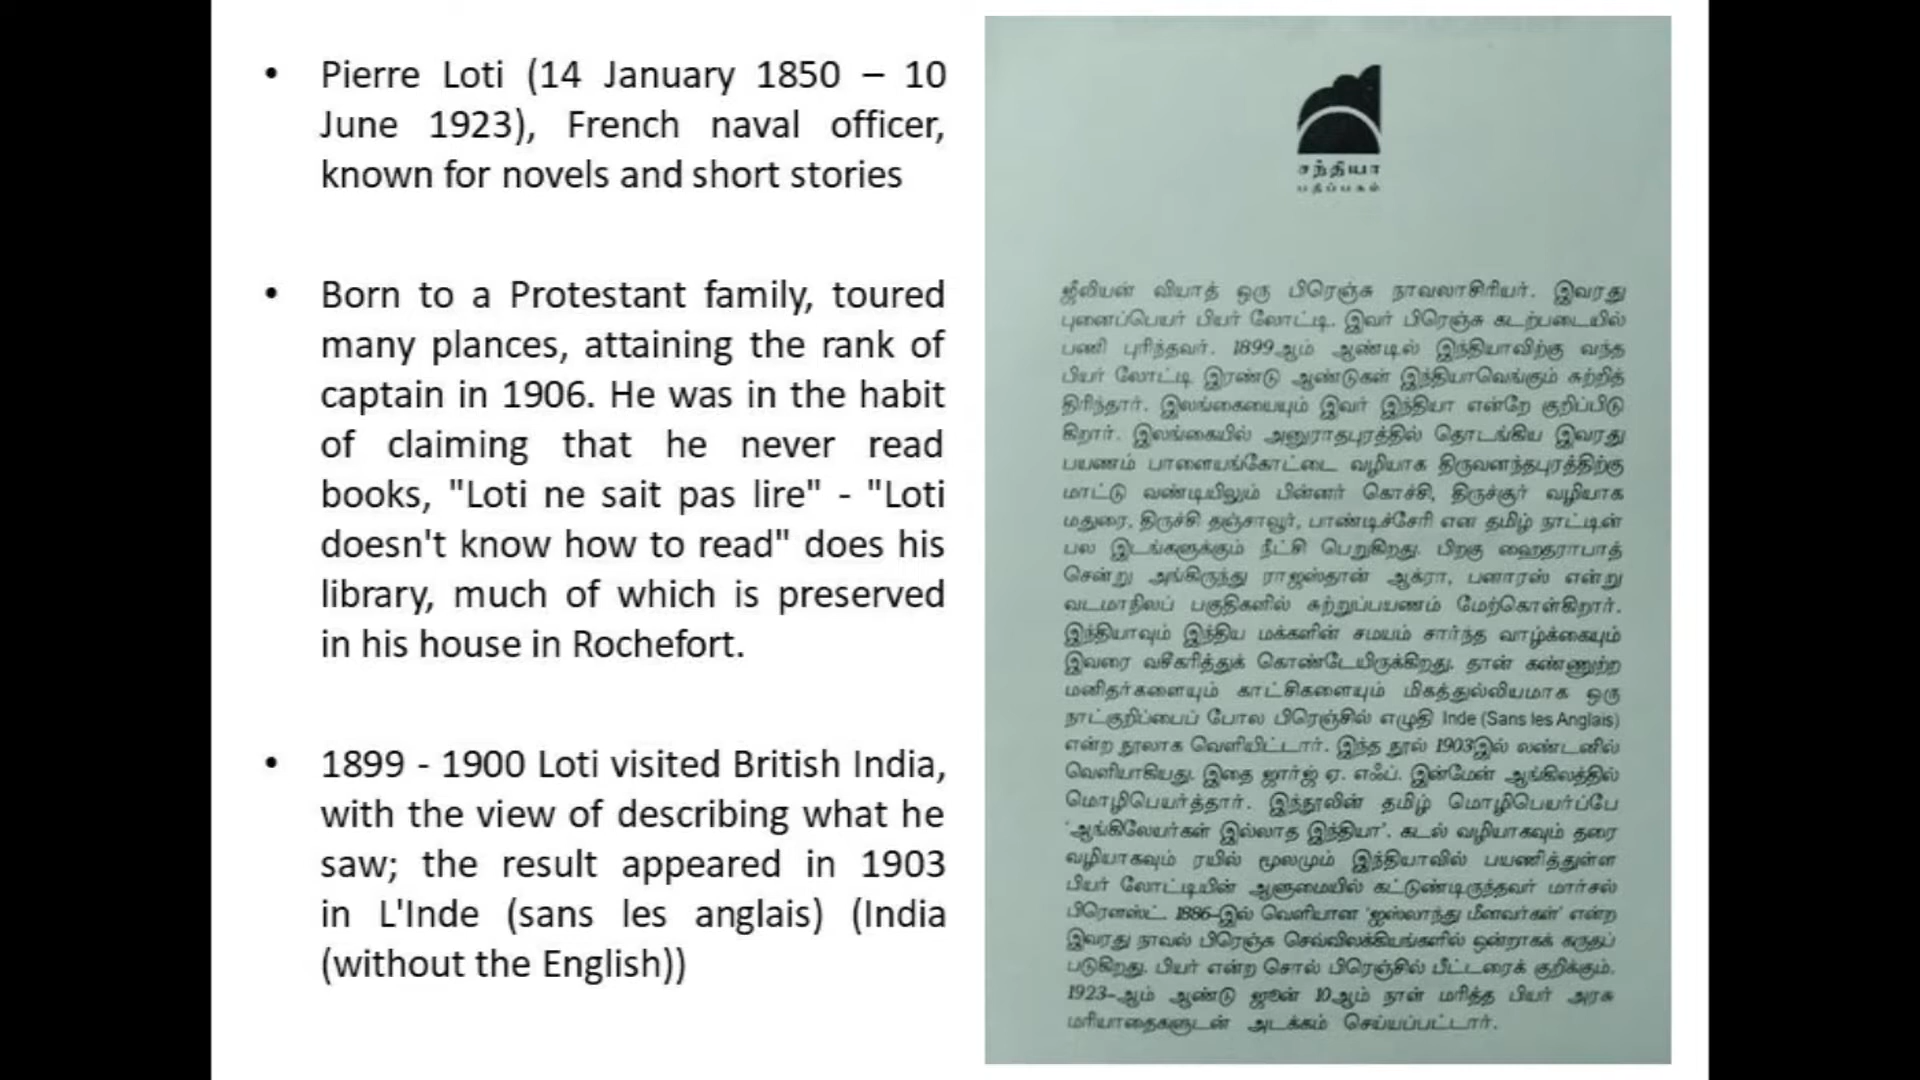 • Pierre Loti (14 January 1850 – 10
June 1923), French naval officer,
known for novels and short stories
• Born to a Protestant family, toured
many plances, attaining the rank of
captain in 1906. He was in the habit
of claiming that he never read
books, "Loti ne sait pas lire" - "Loti
doesn't know how to read" does his
library, much of which is preserved
in his house in Rochefort.
• 1899 - 1900 Loti visited British India,
with the view of describing what he
saw; the result appeared in 1903
in L'Inde (sans les anglais) (India
(without the English))
சந்தியா
பதிப்பகம்
ஜீலியன் வியாத் ஒரு பிரெஞ்சு நாவலாசிரியர். இவரது
புனைப்பெயர் பியர் லோட்டி. இவர் பிரெஞ்சு கடற்படையில்
பணி புரிந்தவர். 1899ஆம் ஆண்டில் இந்தியாவிற்கு வந்த
பியர் லோட்டி இரண்டு ஆண்டுகள் இந்தியாவெங்கும் சுற்றித்
திரிந்தார். இலங்கையையும் இவர் இந்தியா என்றே குறிப்பிடு
கிறார். இலங்கையில் அனுராதபுரத்தில் தொடங்கிய இவரது
பயணம் பாளையங்கோட்டை வழியாக திருவனந்தபுரத்திற்கு
மாட்டு வண்டியிலும் பின்னர் கொச்சி, திருச்சூர் வழியாக
மதுரை, திருச்சி தஞ்சாவூர், பாண்டிச்சேரி என தமிழ் நாட்டின்
பல இடங்களுக்கும் நீட்சி பெறுகிறது. பிறகு ஹைதராபாத்
சென்று அங்கிருந்து ராஜஸ்தான் ஆக்ரா, பனாரஸ் என்று
வடமாநிலப் பகுதிகளில் சுற்றுப்பயணம் மேற்கொள்கிறார்.
இந்தியாவும் இந்திய மக்களின் சமயம் சார்ந்த வாழ்க்கையும்
இவரை வசீகரித்துக் கொண்டேயிருக்கிறது. தான் கண்ணுற்ற
மனிதர்களையும் காட்சிகளையும் மிகத்துல்லியமாக ஒரு
நாட்குறிப்பைப் போல பிரெஞ்சில் எழுதி Inde (Sans les Anglais)
என்ற நூலாக வெளியிட்டார். இந்த நூல் 1903இல் லண்டனில்
வெளியாகியது. இதை ஜார்ஜ் ஏ. எஃப். இன்மேன் ஆங்கிலத்தில்
மொழிபெயர்த்தார். இந்நூலின் தமிழ் மொழிபெயர்ப்பே
'ஆங்கிலேயர்கள் இல்லாத இந்தியா'. கடல் வழியாகவும் தரை
வழியாகவும் ரயில் மூலமும் இந்தியாவில் பயணித்துள்ள
பியர் லோட்டியின் ஆளுமையில் கட்டுண்டிருந்தவர் மார்சல்
பிரௌஸ்ட். 1886-இல் வெளியான 'ஐஸ்லாந்து மீனவர்கள்' என்ற
இவரது நாவல் பிரெஞ்சு செவ்விலக்கியங்களில் ஒன்றாகக் கருதப்
படுகிறது. பியர் என்ற சொல் பிரெஞ்சில் பீட்டரைக் குறிக்கும்.
1923-ஆம் ஆண்டு ஜூன் 10ஆம் நாள் மரித்த பியர் அரசு
மரியாதைகளுடன் அடக்கம் செய்யப்பட்டார்.